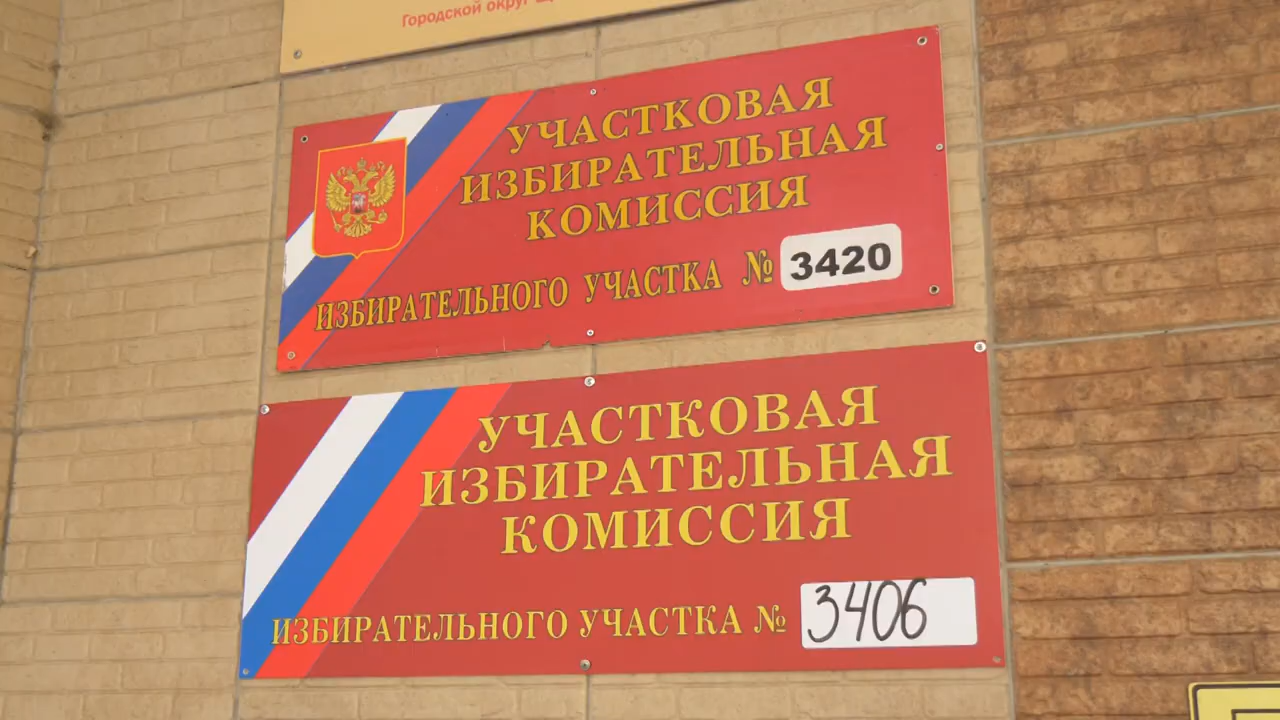 Городской округ
УЧАСТКОВАЯ
ИЗБИРАТЕЛЬНАЯ
КОМИССИЯ
ИЗБИРАТЕЛЬНОГО УЧАСТКА № 3420
УЧАСТКОВАЯ
ИЗБИРАТЕЛЬНАЯ
КОМИССИЯ
ИЗБИРАТЕЛЬНОГО УЧАСТКА № 3406